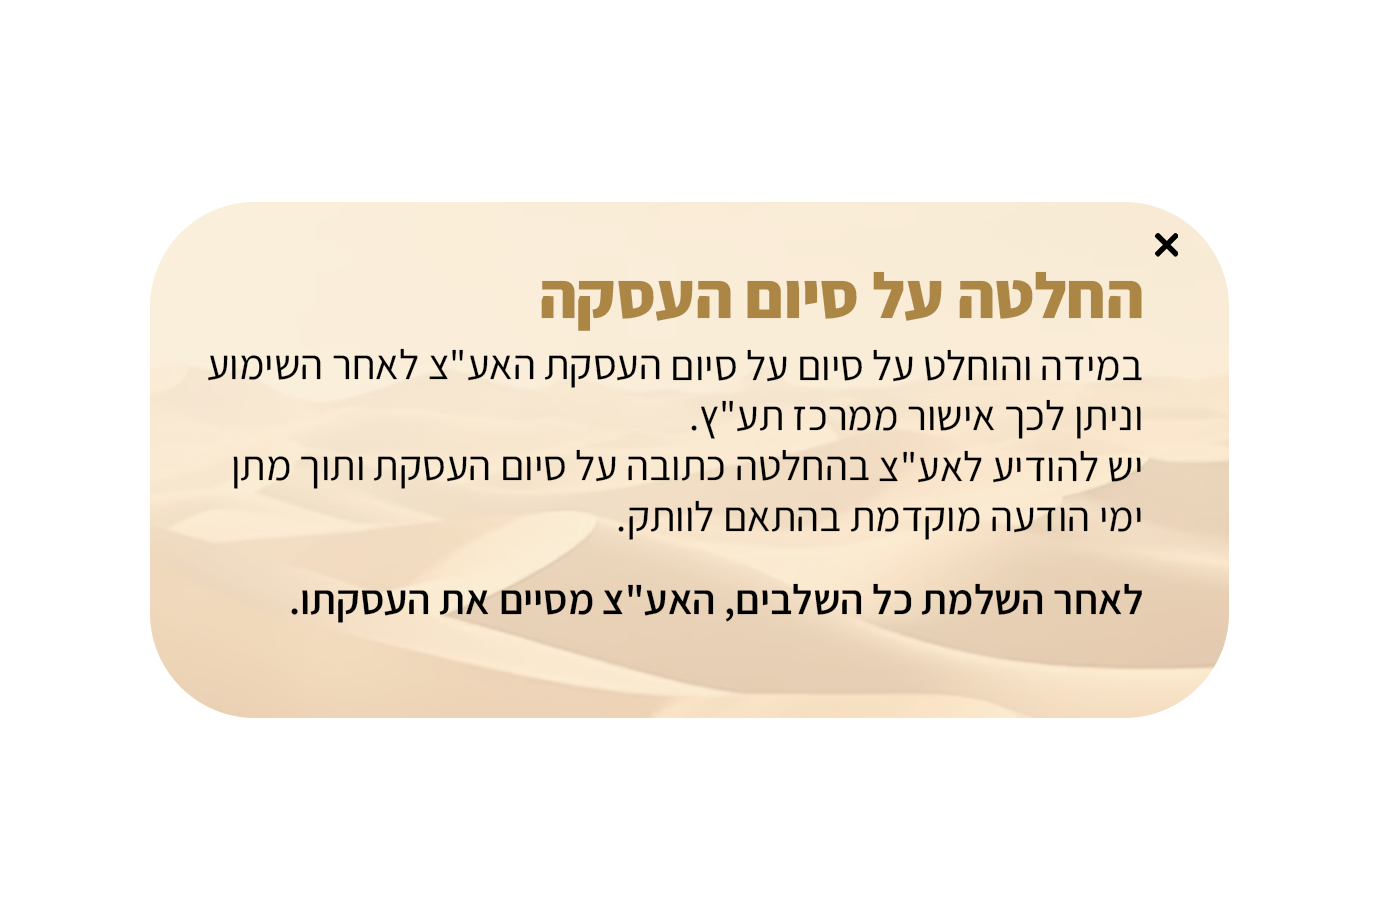 החלטה על סיום העסקה
במידה והוחלט על סיום על סיום העסקת האע"צ לאחר השימוע
וניתן לכך אישור ממרכז תע"ץ.
יש להודיע לאע"צ בהחלטה כתובה על סיום העסקת ותוך מתן
ימי הודעה מוקדמת בהתאם לוותק.
לאחר השלמת כל השלבים, האע"צ מסיים את העסקתו.